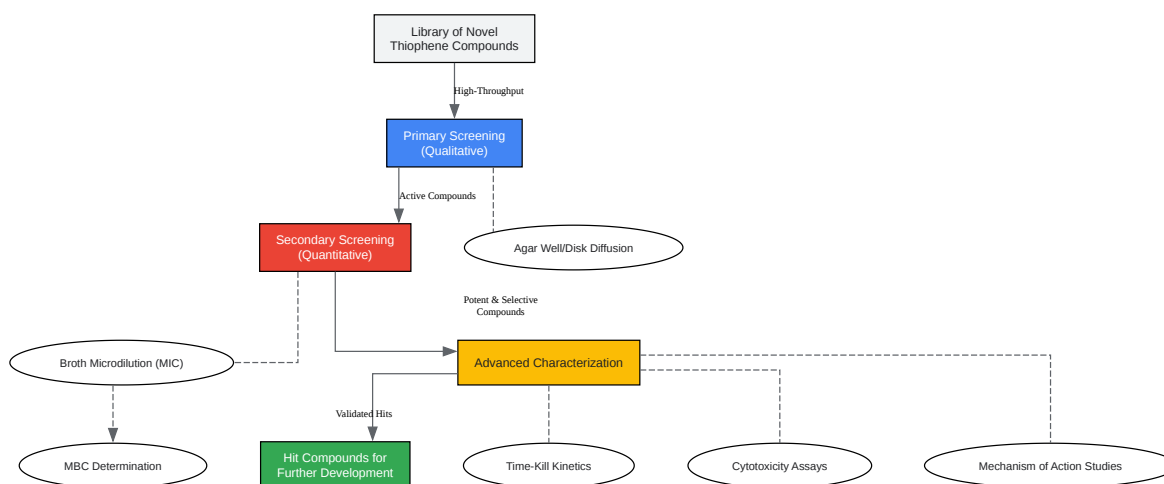 Library of Novel
Thiophene Compounds
High-Throughput
Primary Screening
(Qualitative)
Active Compounds
Secondary Screening
(Quantitative)
Agar Well/Disk Diffusion
Potent & Selective
Compounds
Broth Microdilution (MIC)
Advanced Characterization
Validated Hits
MBC Determination
Hit Compounds for
Further Development
Time-Kill Kinetics
Cytotoxicity Assays
Mechanism of Action Studies